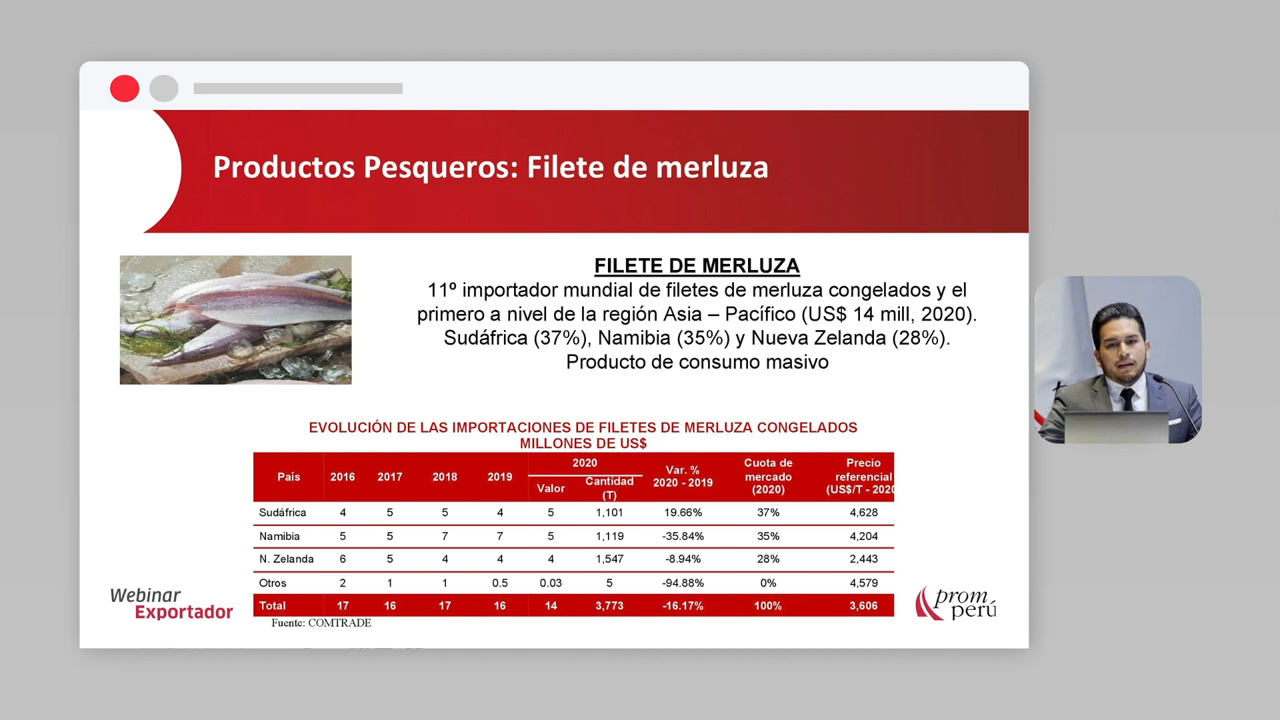 Productos Pesqueros: Filete de merluza
FILETE DE MERLUZA
11º importador mundial de filetes de merluza congelados y el
primero a nivel de la región Asia – Pacífico (US$ 14 mill, 2020).
Sudáfrica (37%), Namibia (35%) y Nueva Zelanda (28%).
Producto de consumo masivo
EVOLUCIÓN DE LAS IMPORTACIONES DE FILETES DE MERLUZA CONGELADOS
MILLONES DE US$
País 2016 2017 2018 2019 2020 Valor Cantidad (T) Var. % 2020 - 2019 Cuota de mercado (2020) Precio referencial (US$/T - 2020
Sudáfrica 4 5 5 4 5 1,101 19.66% 37% 4,628
Namibia 5 5 7 7 5 1,119 -35.84% 35% 4,204
N. Zelanda 6 5 4 4 4 1,547 -8.94% 28% 2,443
Otros 2 1 1 0.5 0.03 5 -94.88% 0% 4,579
Total 17 16 17 16 14 3,773 -16.17% 100% 3,606
Fuente: COMTRADE
Webinar
Exportador
prom
perú